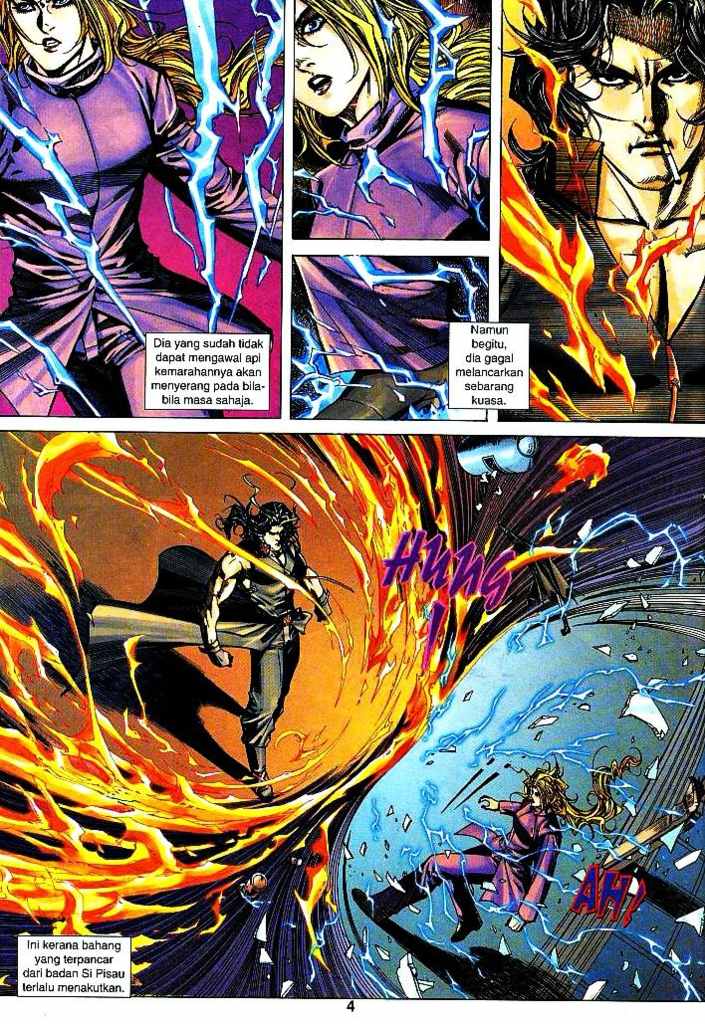 Dia yang sudah tidak
dapat mengawal api
kemarahannya akan
menyerang pada bila-
bila masa sahaja.
Namun
begitu,
dia gagal
melancarkan
sebarang
kuasa.
HUNG
!
AH!
Ini kerana bahang
yang terpancar
dari badan Si Pisau
terlalu menakutkan.
4